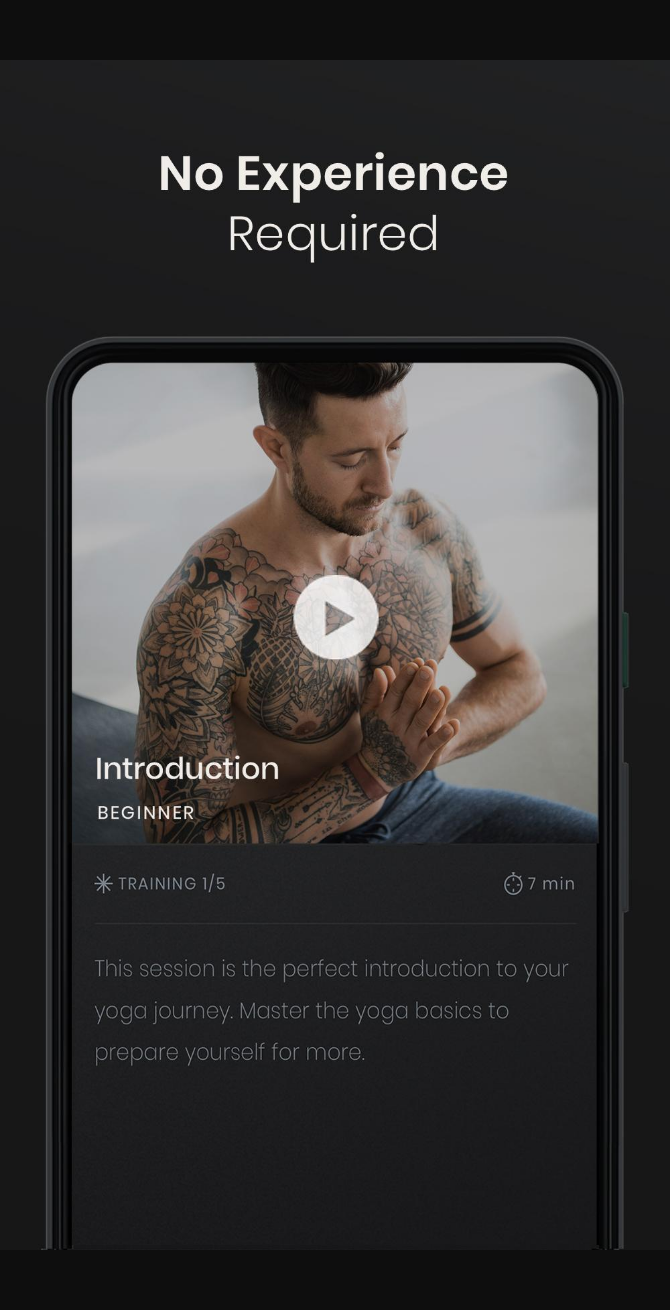 No Experience
Required
Introduction
BEGINNER
TRAINING 1/5
7 min
This session is the perfect introduction to your
yoga journey. Master the yoga basics to
prepare yourself for more.